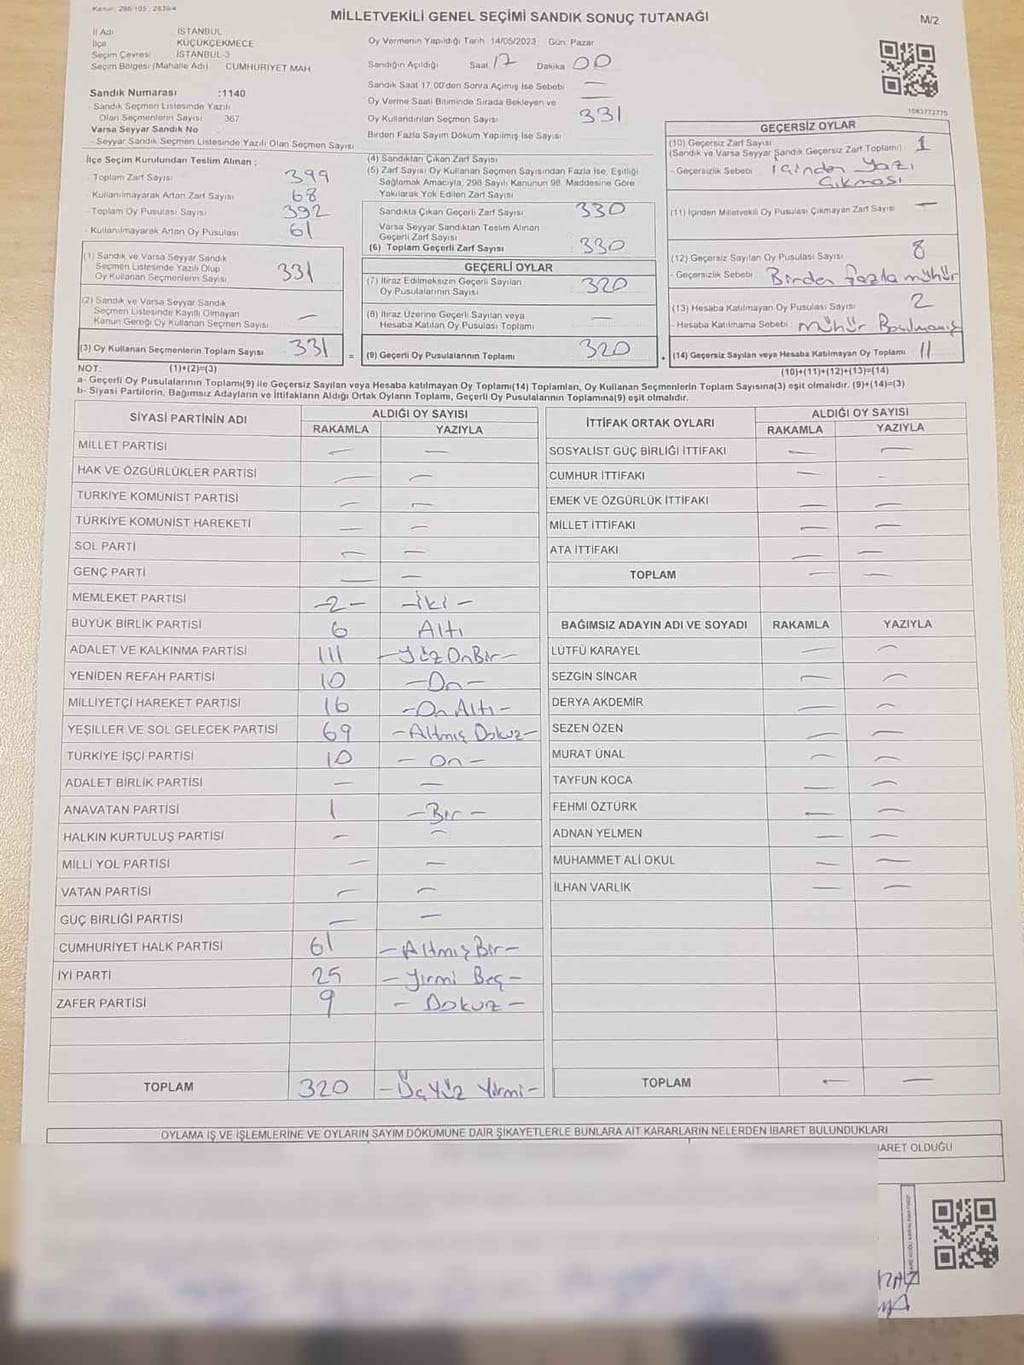 Kanun: 298/105 : 2839/4
MİLLETVEKİLİ GENEL SEÇİMİ SANDIK SONUÇ TUTANAĞI
M/2
İl Adı İSTANBUL
İlçe KÜÇÜKÇEKMECE
Seçim Çevresi İSTANBUL-3
Seçim Bölgesi (Mahalle Adı) CUMHURİYET MAH
Sandık Numarası :1140
- Sandık Seçmen Listesinde Yazılı
Olan Seçmenlerin Sayısı 367
Varsa Seyyar Sandık No
- Seyyar Sandık Seçmen Listesinde Yazılı Olan Seçmen Sayısı
Oy Vermenin Yapıldığı Tarih 14/05/2023 Gün: Pazar
Sandığın Açıldığı Saat 17 Dakika 00
Sandık Saat 17.00'den Sonra Açımış İse Sebebi —
Oy Verme Saati Bitiminde Sırada Bekleyen ve
Oy Kullandırılan Seçmen Sayısı 331
Birden Fazla Sayım Döküm Yapılmış İse Sayısı
1083773770
İlçe Seçim Kurulundan Teslim Alınan ;
- Toplam Zarf Sayısı 399
- Kullanılmayarak Artan Zarf Sayısı 68
- Toplam Oy Pusulası Sayısı 392
- Kullanılmayarak Artan Oy Pusulası 61
(1) Sandık ve Varsa Seyyar Sandık
Seçmen Listesinde Yazılı Olup
Oy Kullanan Seçmenlerin Sayısı 331
(2) Sandık ve Varsa Seyyar Sandık
Seçmen Listesinde Kayıtlı Olmayan
Kanun Gereği Oy Kullanan Seçmen Sayısı —
(3) Oy Kullanan Seçmenlerin Toplam Sayısı 331 =
(4) Sandıktan Çıkan Zarf Sayısı
(5) Zarf Sayısı Oy Kullanan Seçmen Sayısından Fazla İse, Eşitliği
Sağlamak Amacıyla, 298 Sayılı Kanunun 98. Maddesine Göre
Yakılarak Yok Edilen Zarf Sayısı
Sandıkta Çıkan Geçerli Zarf Sayısı 330
Varsa Seyyar Sandıktan Teslim Alınan
Geçerli Zarf Sayısı
(6) Toplam Geçerli Zarf Sayısı 330
GEÇERLİ OYLAR
(7) İtiraz Edilmeksizin Geçerli Sayılan
Oy Pusulalarının Sayısı 320
(8) İtiraz Üzerine Geçerli Sayılan veya
Hesaba Katılan Oy Pusulası Toplamı —
(9) Geçerli Oy Pusulalarının Toplamı 320
GEÇERSİZ OYLAR
(10) Geçersiz Zarf Sayısı
(Sandık ve Varsa Seyyar Sandık Geçersiz Zarf Toplamı) 1
- Geçersizlik Sebebi içinden yazı
çıkması
(11) İçinden Milletvekili Oy Pusulası Çıkmayan Zarf Sayısı —
(12) Geçersiz Sayılan Oy Pusulası Sayısı 8
- Geçersizlik Sebebi Birden fazla mühür
(13) Hesaba Katılmayan Oy Pusulası Sayısı 2
- Hesaba Katılmama Sebebi mühür Basılmamış
(14) Geçersiz Sayılan veya Hesaba Katılmayan Oy Toplamı 11
NOT: (1)+(2)=(3)
(10)+(11)+(12)+(13)=(14)
a- Geçerli Oy Pusulalarının Toplamı(9) ile Geçersiz Sayılan veya Hesaba katılmayan Oy Toplamı(14) Toplamları, Oy Kullanan Seçmenlerin Toplam Sayısına(3) eşit olmalıdır. (9)+(14)=(3)
b- Siyasi Partilerin, Bağımsız Adayların ve İttifakların Aldığı Ortak Oyların Toplamı, Geçerli Oy Pusulalarının Toplamına(9) eşit olmalıdır.
SİYASİ PARTİNİN ADI ALDIĞI OY SAYISI
RAKAMLA YAZIYLA
MİLLET PARTİSİ — —
HAK VE ÖZGÜRLÜKLER PARTİSİ — —
TÜRKİYE KOMÜNİST PARTİSİ — —
TÜRKİYE KOMÜNİST HAREKETİ — —
SOL PARTİ — —
GENÇ PARTİ — —
MEMLEKET PARTİSİ -2- -iki-
BÜYÜK BİRLİK PARTİSİ 6 Altı
ADALET VE KALKINMA PARTİSİ 111 -Yüz OnBir-
YENİDEN REFAH PARTİSİ 10 -On-
MİLLİYETÇİ HAREKET PARTİSİ 16 -On Altı-
YEŞİLLER VE SOL GELECEK PARTİSİ 69 -Altmış Dokuz-
TÜRKİYE İŞÇİ PARTİSİ 10 -On-
ADALET BİRLİK PARTİSİ — —
ANAVATAN PARTİSİ 1 -Bir-
HALKIN KURTULUŞ PARTİSİ — —
MİLLİ YOL PARTİSİ — —
VATAN PARTİSİ — —
GÜÇ BİRLİĞİ PARTİSİ — —
CUMHURİYET HALK PARTİSİ 61 -Altmış Bir-
İYİ PARTİ 25 -Yirmi Beş-
ZAFER PARTİSİ 9 -Dokuz-
TOPLAM 320 -Üç Yüz Yirmi-
İTTİFAK ORTAK OYLARI ALDIĞI OY SAYISI
RAKAMLA YAZIYLA
SOSYALİST GÜÇ BİRLİĞİ İTTİFAKI — —
CUMHUR İTTİFAKI — —
EMEK VE ÖZGÜRLÜK İTTİFAKI — —
MİLLET İTTİFAKI — —
ATA İTTİFAKI — —
TOPLAM — —
BAĞIMSIZ ADAYIN ADI VE SOYADI RAKAMLA YAZIYLA
LÜTFÜ KARAYEL — —
SEZGİN SİNCAR — —
DERYA AKDEMİR — —
SEZEN ÖZEN — —
MURAT ÜNAL — —
TAYFUN KOCA — —
FEHMİ ÖZTÜRK — —
ADNAN YELMEN — —
MUHAMMET ALİ OKUL — —
İLHAN VARLIK — —
TOPLAM — —
OYLAMA İŞ VE İŞLEMLERİNE VE OYLARIN SAYIM DÖKÜMÜNE DAİR ŞİKAYETLERLE BUNLARA AİT KARARLARIN NELERDEN İBARET BULUNDUKLARI
BARET OLDUĞU